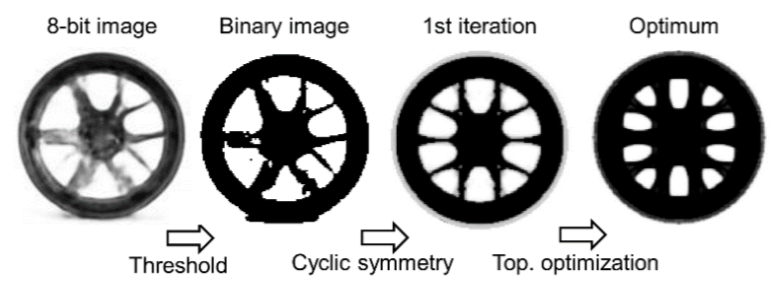 8-bit image
Binary image
1st iteration
Optimum
Threshold
Cyclic symmetry
Top. optimization